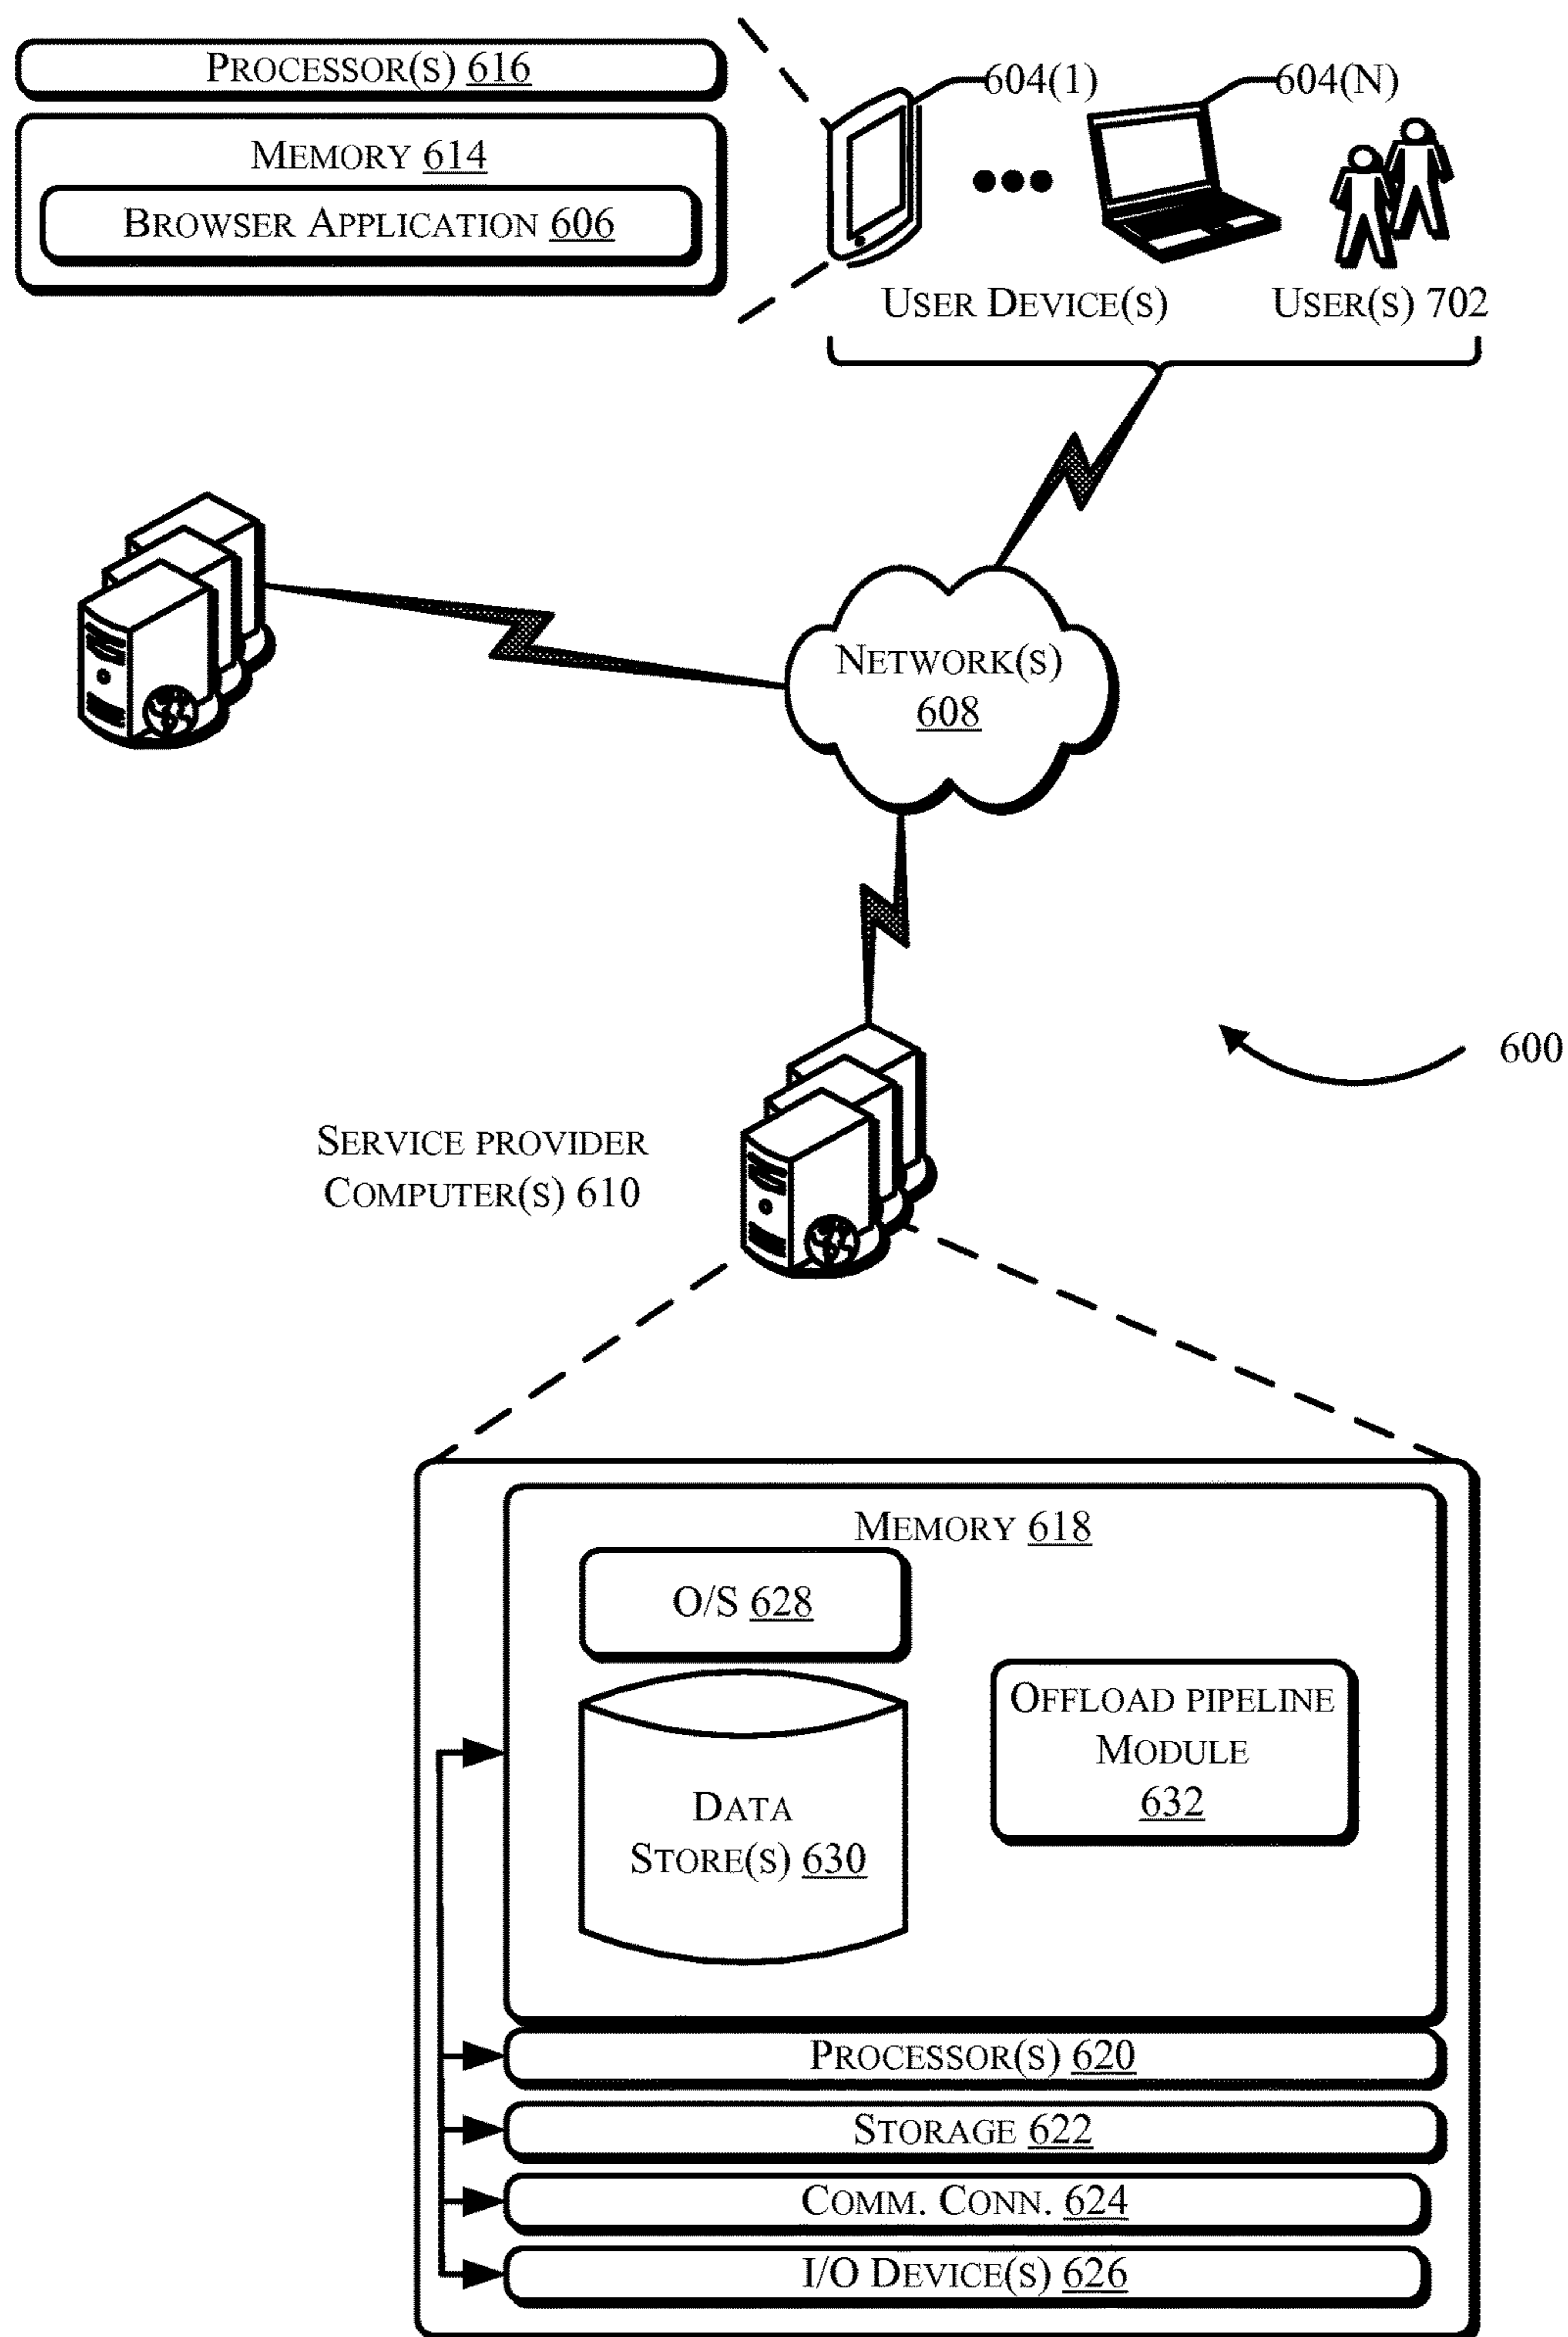 PROCESSOR(S) 616
MEMORY 614
BROWSER APPLICATION 606
604(1)
604(N)
USER DEVICE(S)
USER(S) 702
NETWORK(S)
608
600
SERVICE PROVIDER
COMPUTER(S) 610
MEMORY 618
O/S 628
OFFLOAD PIPELINE
MODULE
632
DATA
STORE(S) 630
PROCESSOR(S) 620
STORAGE 622
COMM. CONN. 624
I/O DEVICE(S) 626